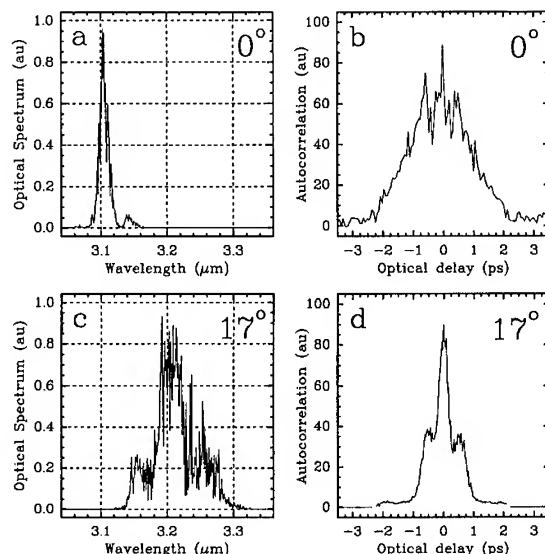 a 0°
Optical Spectrum (au)
1.0
0.8
0.6
0.4
0.2
0.0
3.1 3.2 3.3
Wavelength (μm)
b 0°
Autocorrelation (au)
100
80
60
40
20
0
−3 −2 −1 0 1 2 3
Optical delay (ps)
c 17°
Optical Spectrum (au)
1.0
0.8
0.6
0.4
0.2
0.0
3.1 3.2 3.3
Wavelength (μm)
d 17°
Autocorrelation (au)
100
80
60
40
20
0
−3 −2 −1 0 1 2 3
Optical delay (ps)